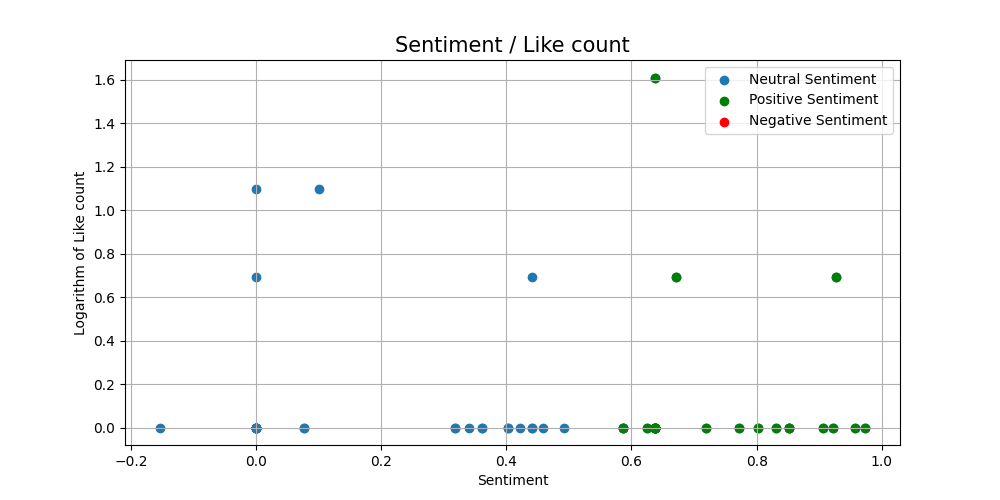 Sentiment / Like count
Neutral Sentiment
Positive Sentiment
Negative Sentiment
Logarithm of Like count
1.6
1.4
1.2
1.0
0.8
0.6
0.4
0.2
0.0
−0.2 0.0 0.2 0.4 0.6 0.8 1.0
Sentiment